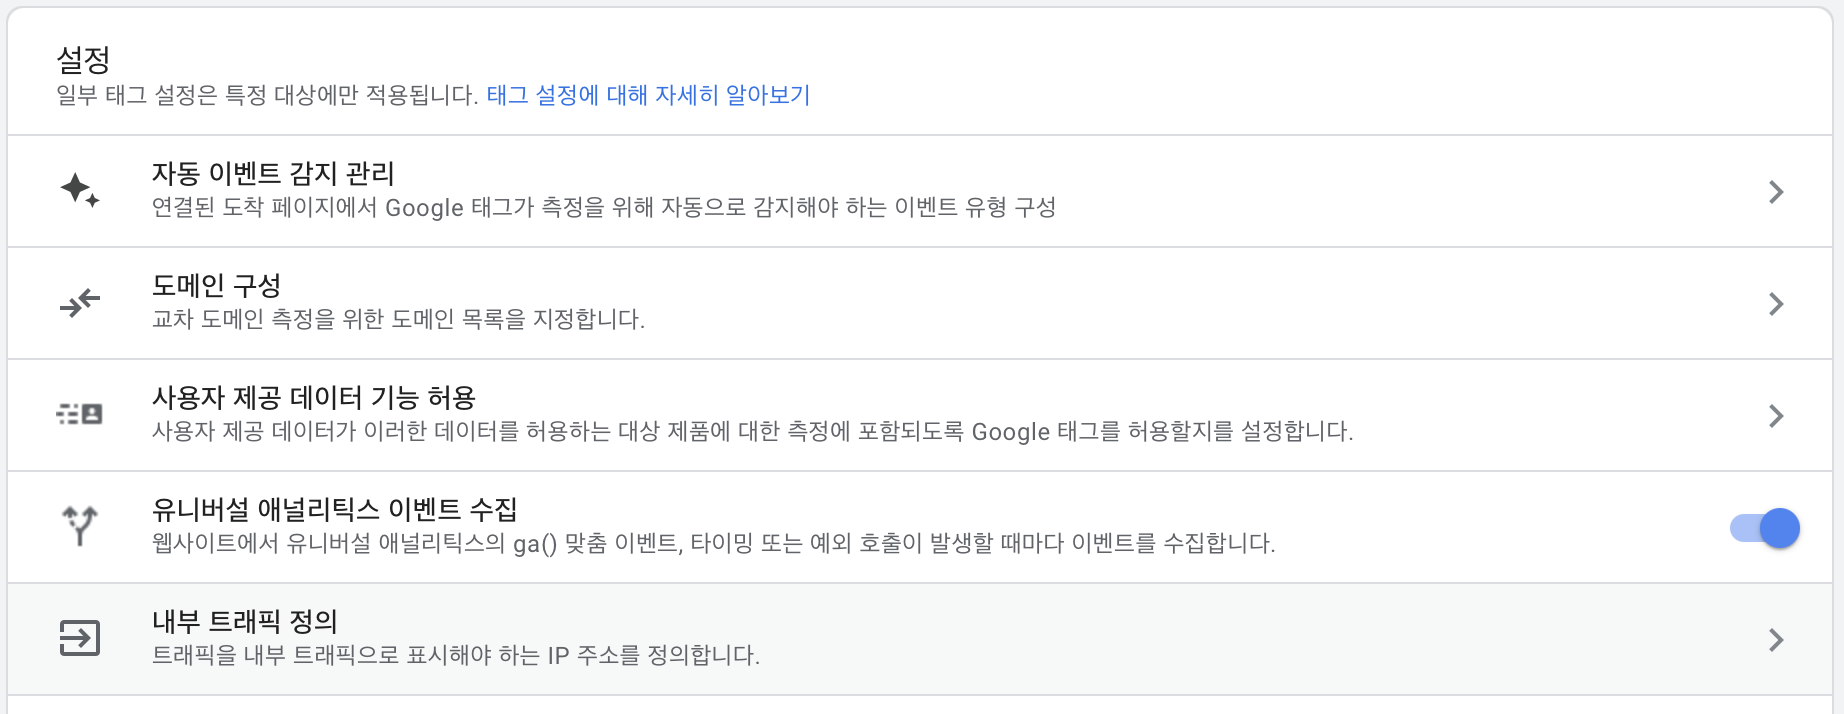 설정
일부 태그 설정은 특정 대상에만 적용됩니다. 태그 설정에 대해 자세히 알아보기
자동 이벤트 감지 관리
연결된 도착 페이지에서 Google 태그가 측정을 위해 자동으로 감지해야 하는 이벤트 유형 구성
도메인 구성
교차 도메인 측정을 위한 도메인 목록을 지정합니다.
사용자 제공 데이터 기능 허용
사용자 제공 데이터가 이러한 데이터를 허용하는 대상 제품에 대한 측정에 포함되도록 Google 태그를 허용할지를 설정합니다.
유니버설 애널리틱스 이벤트 수집
웹사이트에서 유니버설 애널리틱스의 ga() 맞춤 이벤트, 타이밍 또는 예외 호출이 발생할 때마다 이벤트를 수집합니다.
내부 트래픽 정의
트래픽을 내부 트래픽으로 표시해야 하는 IP 주소를 정의합니다.